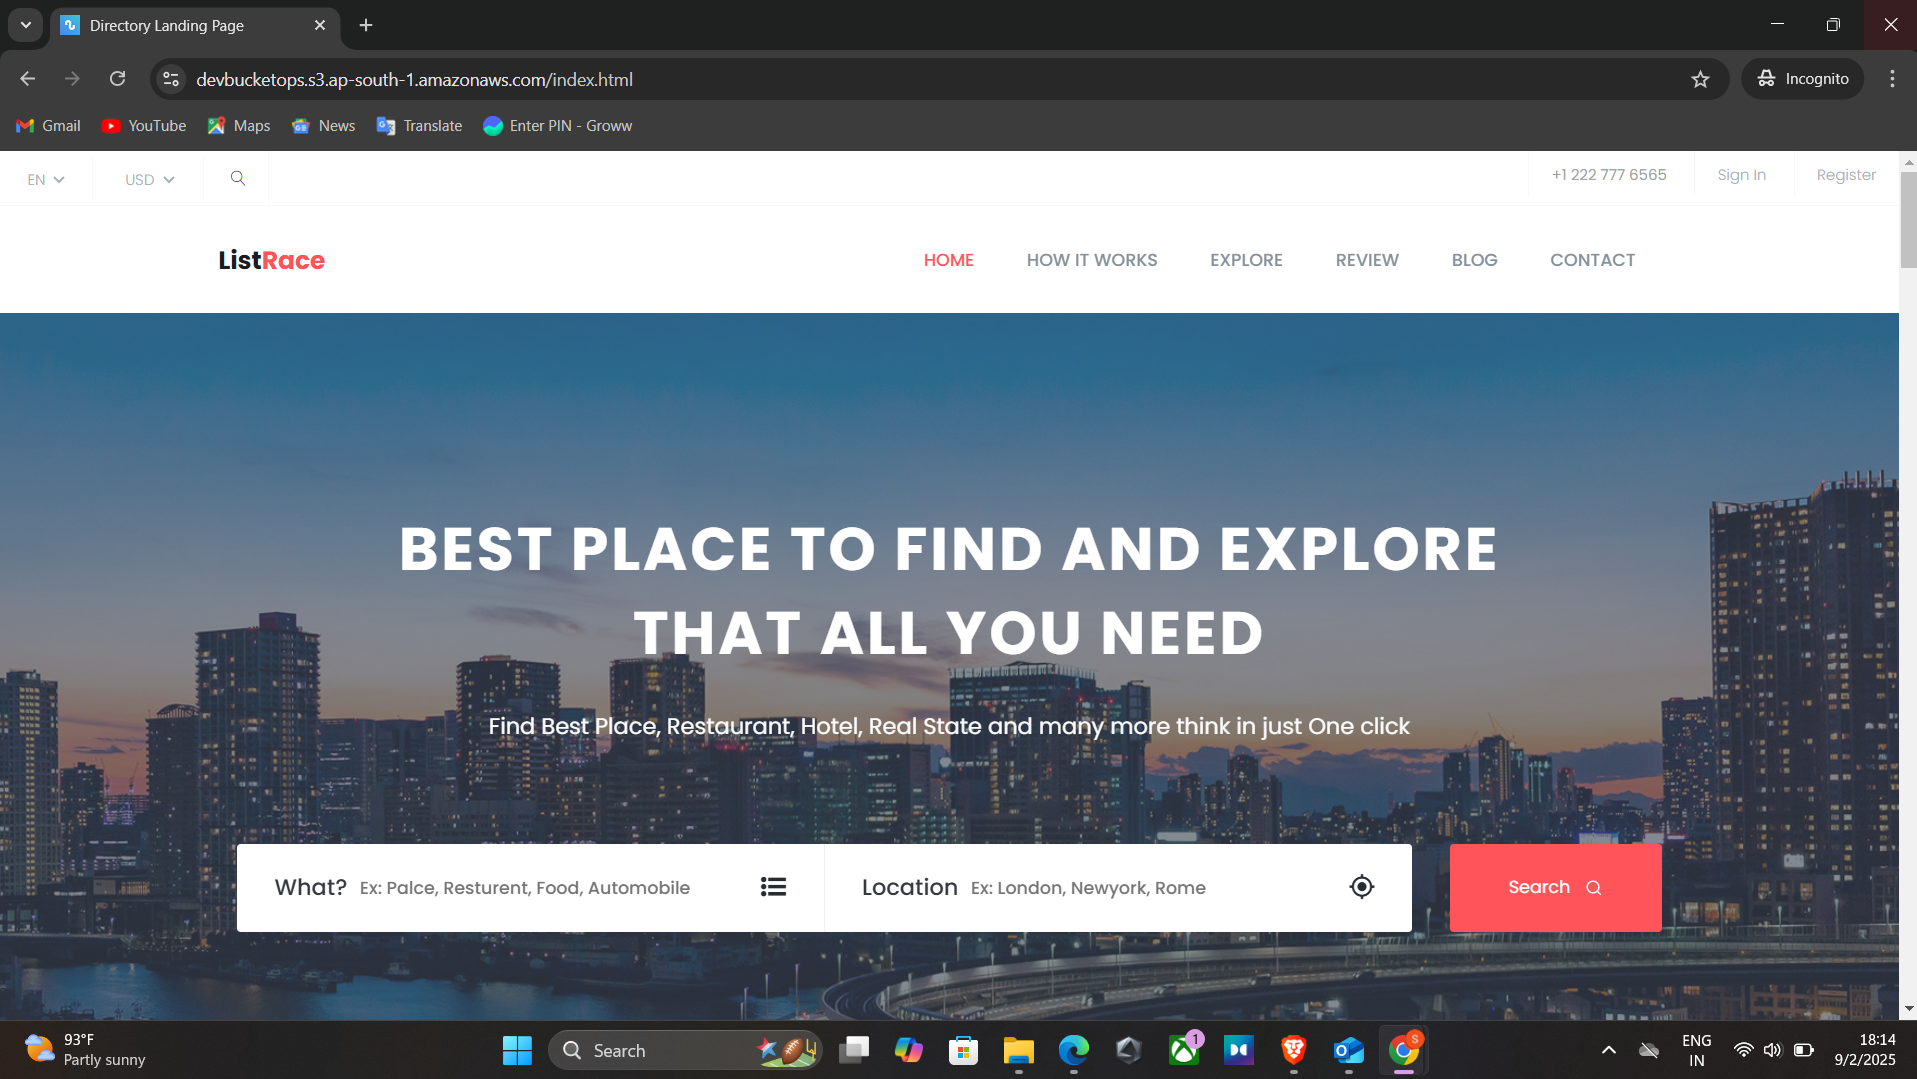 Directory Landing Page
devbucketops.s3.ap-south-1.amazonaws.com/index.html
Incognito
Gmail YouTube Maps News Translate Enter PIN - Groww
EN USD +1 222 777 6565 Sign In Register
ListRace HOME HOW IT WORKS EXPLORE REVIEW BLOG CONTACT
BEST PLACE TO FIND AND EXPLORE
THAT ALL YOU NEED
Find Best Place, Restaurant, Hotel, Real State and many more think in just One click
What? Ex: Palce, Resturent, Food, Automobile Location Ex: London, Newyork, Rome Search
93°F
Partly sunny
Search
1
S
ENG
IN
18:14
9/2/2025